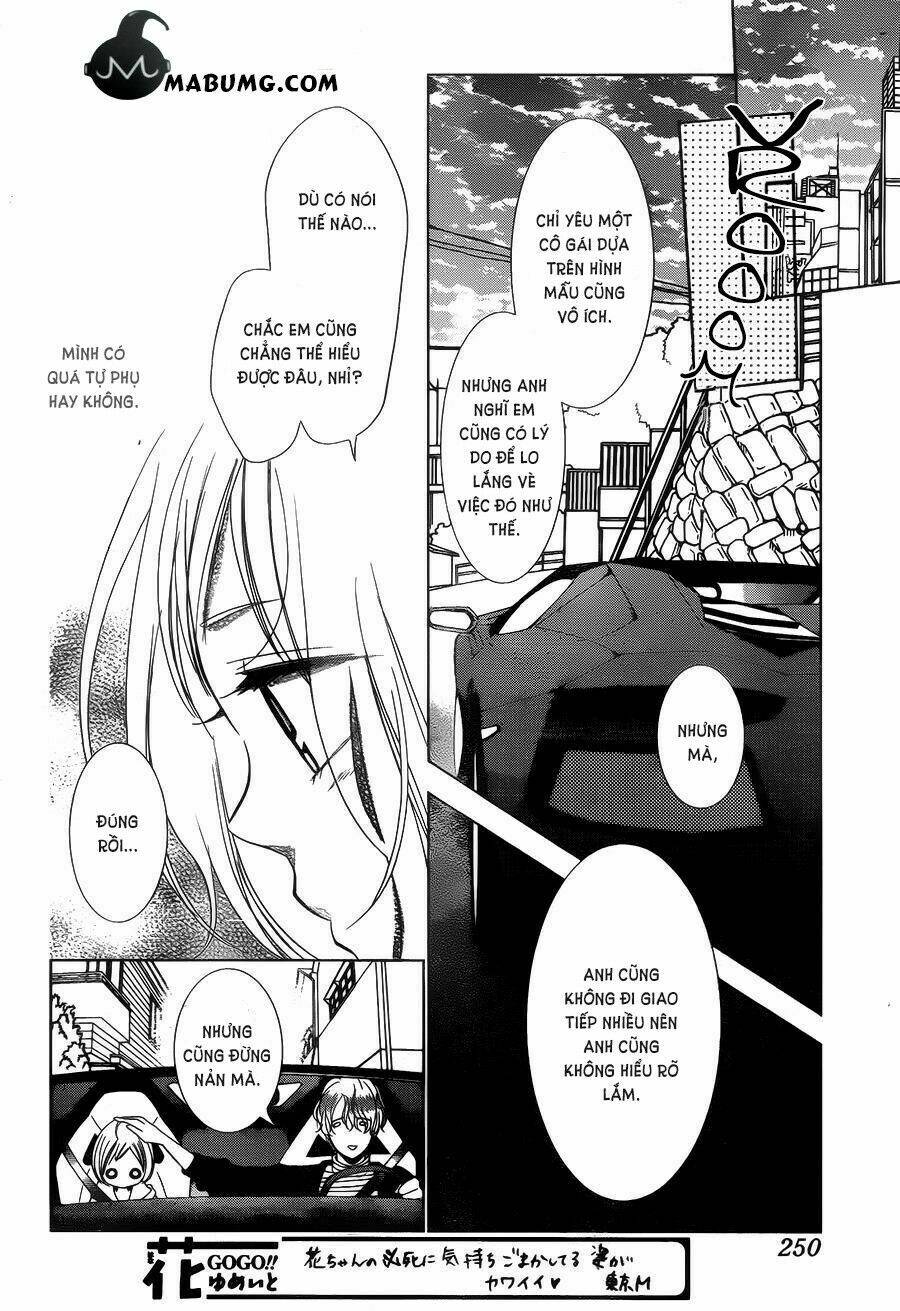 MABUMG.COM
CHỈ YÊU MỘT
CÔ GÁI DỰA
TRÊN HÌNH
MẪU CŨNG
VÔ ÍCH.
NHƯNG ANH
NGHĨ EM
CŨNG CÓ LÝ
DO ĐỂ LO
LẮNG VÈ
VIỆC ĐÓ NHƯ
THẾ.
NHƯNG
MÀ,
ANH CŨNG
KHÔNG ĐI GIAO
TIẾP NHIỀU NÊN
ANH CŨNG
KHÔNG HIỂU RÕ
LẮM.
DÙ CÓ NÓI
THẾ NÀO...
CHẮC EM CŨNG
CHẲNG THỂ HIỂU
ĐƯỢC ĐÂU, NHỈ?
MÌNH CÓ
QUÁ TỰ PHỤ
HAY KHÔNG.
ĐÚNG
RỒI...
NHƯNG
CŨNG ĐỪNG
NẢN MÀ.
250
花 GOGO!!
ゆめいと
花ちゃんの必死に気持ちごまかしてる姿が
カワイイ♥ 東京M